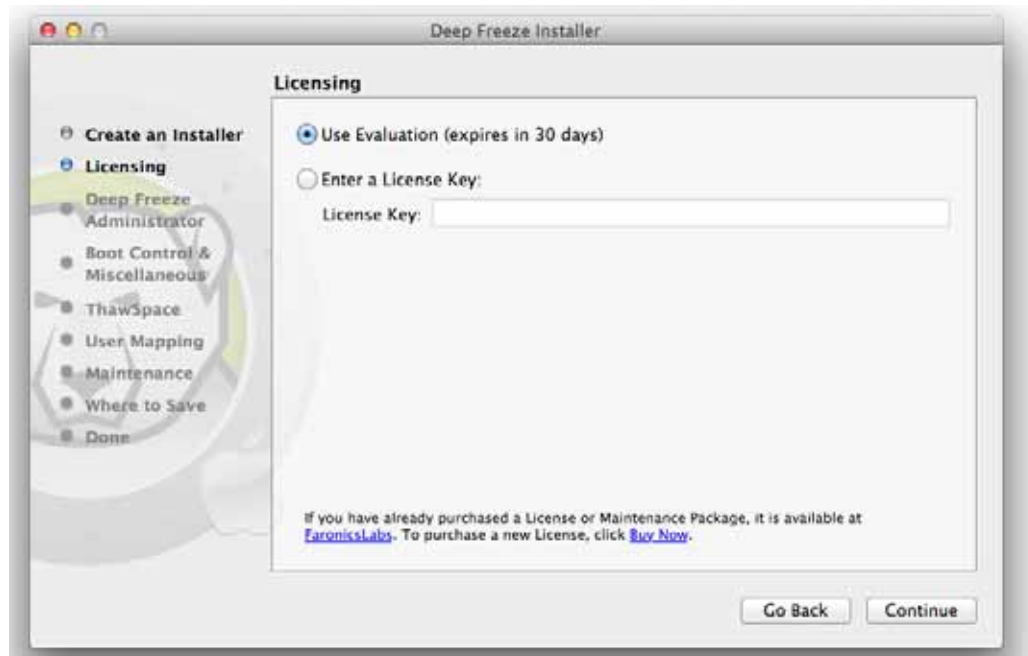 Deep Freeze Installer
Licensing
Create an Installer
Licensing
Deep Freeze
Administrator
Boot Control &
Miscellaneous
ThawSpace
User Mapping
Maintenance
Where to Save
Done
Use Evaluation (expires in 30 days)
Enter a License Key:
License Key:
If you have already purchased a License or Maintenance Package, it is available at
FaronicsLabs. To purchase a new License, click Buy Now.
Go Back
Continue